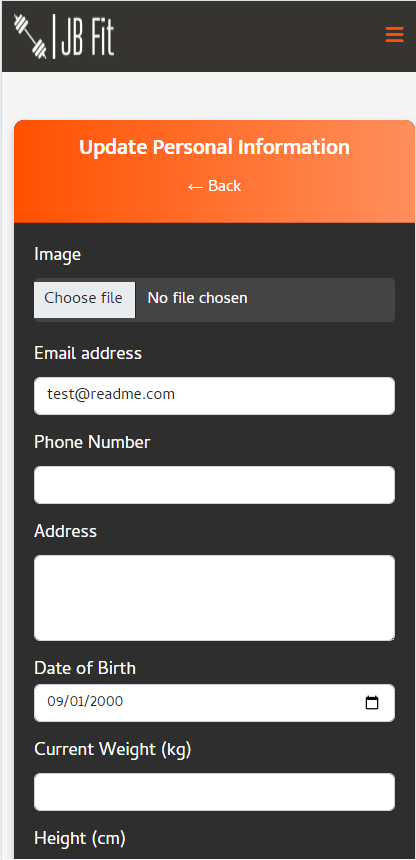 JB Fit
Update Personal Information
← Back
Image
Choose file No file chosen
Email address
test@readme.com
Phone Number
Address
Date of Birth
09/01/2000
Current Weight (kg)
Height (cm)